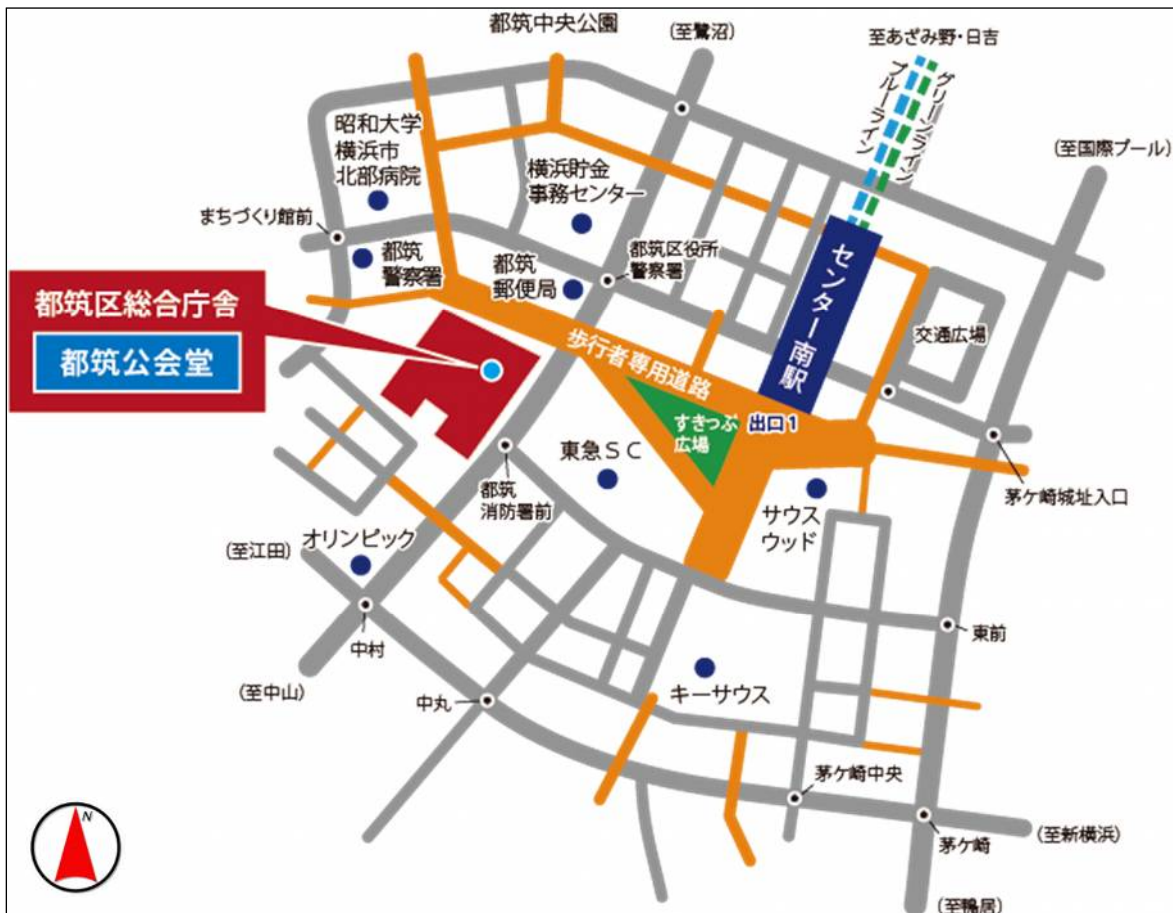 都筑中央公園
(至鷺沼)
至あざみ野・日吉
ブルーライン
グリーンライン
(至国際プール)
昭和大学
横浜市
北部病院
横浜貯金
事務センター
まちづくり館前
都筑
警察署
都筑
郵便局
都筑区役所
警察署
センター南駅
交通広場
都筑区総合庁舎
都筑公会堂
歩行者専用道路
すきっぷ
広場
出口1
東急SC
都筑
消防署前
サウス
ウッド
茅ケ崎城址入口
オリンピック
(至江田)
中村
東前
(至中山)
中丸
キーサウス
茅ケ崎中央
(至新横浜)
茅ケ崎
(至鴨居)
N